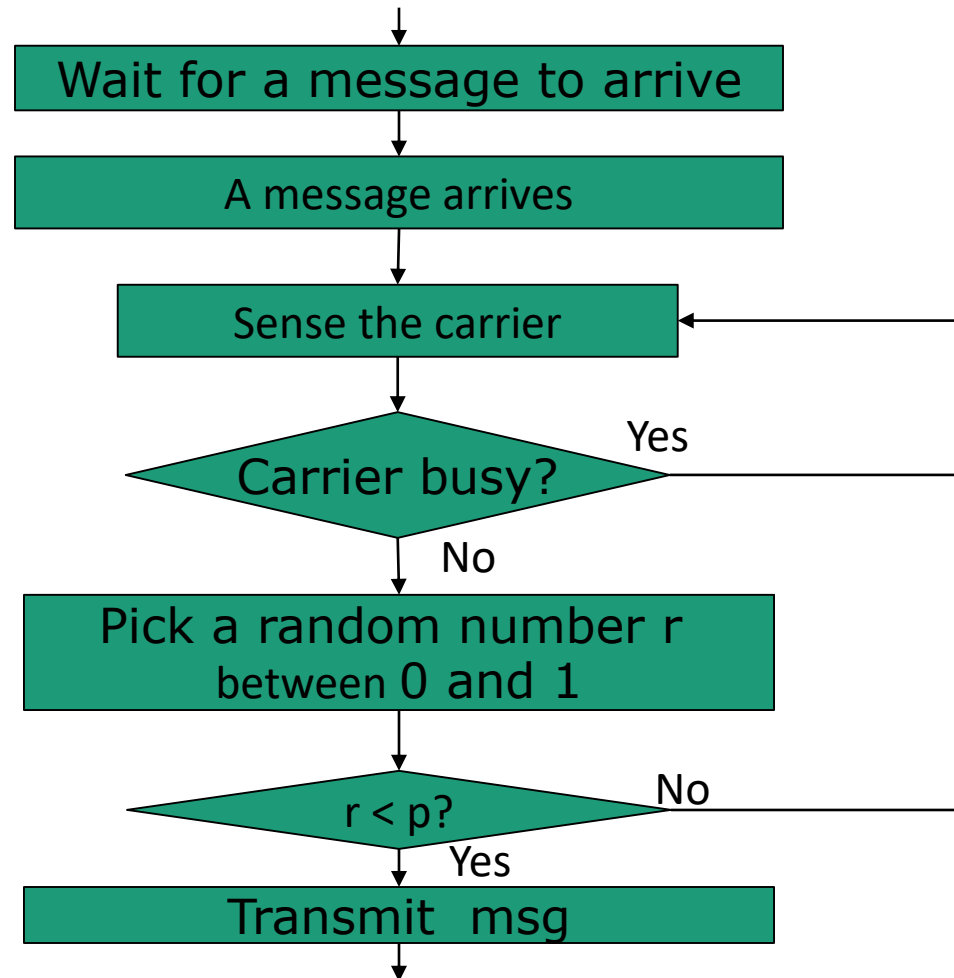 Wait for a message to arrive
A message arrives
Sense the carrier
Carrier busy?
Yes
No
Pick a random number r
between 0 and 1
r < p?
No
Yes
Transmit msg